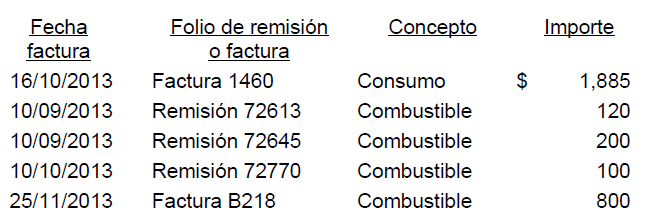 Fecha factura Folio de remisión o factura Concepto Importe
16/10/2013 Factura 1460 Consumo $ 1,885
10/09/2013 Remisión 72613 Combustible 120
10/09/2013 Remisión 72645 Combustible 200
10/10/2013 Remisión 72770 Combustible 100
25/11/2013 Factura B218 Combustible 800